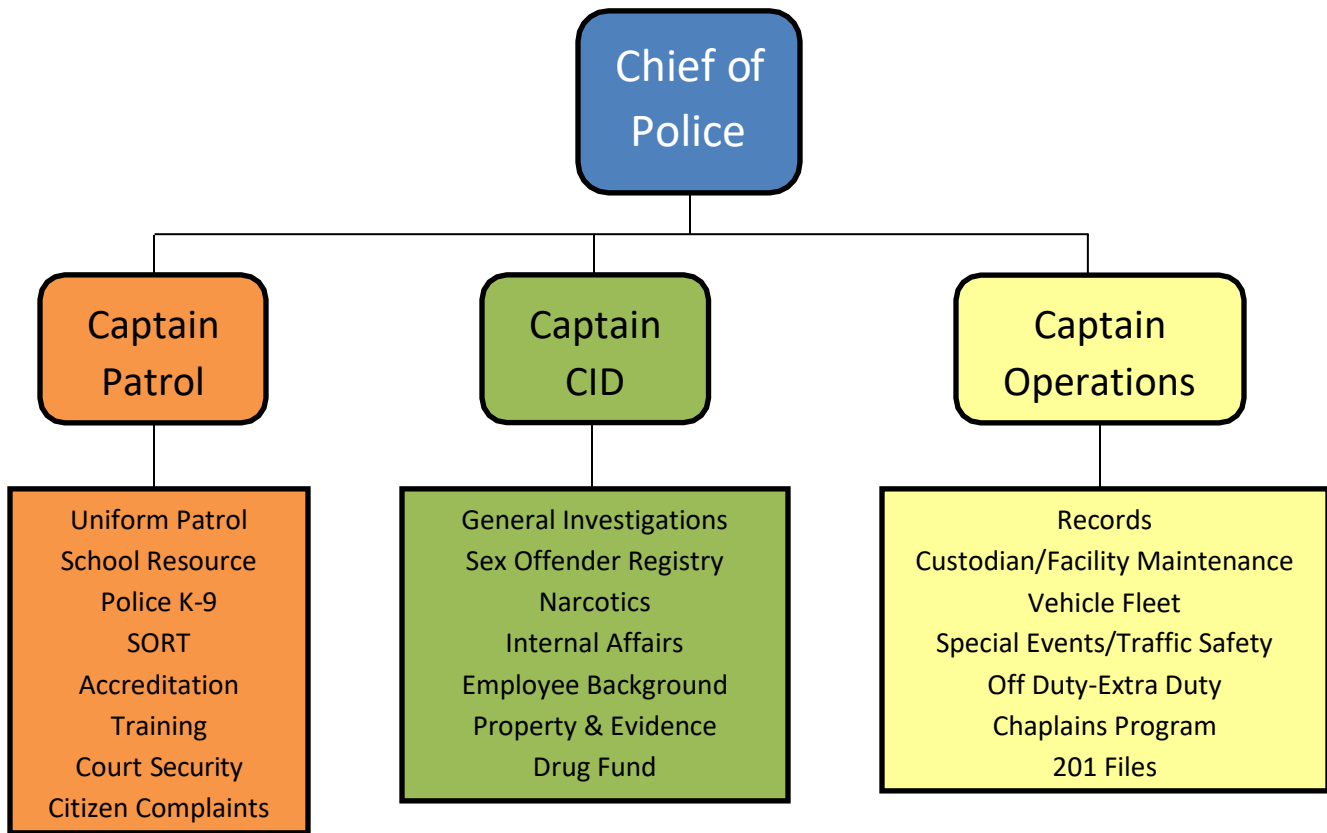 Chief of
Police
Captain
Patrol
Captain
CID
Captain
Operations
Uniform Patrol
School Resource
Police K-9
SORT
Accreditation
Training
Court Security
Citizen Complaints
General Investigations
Sex Offender Registry
Narcotics
Internal Affairs
Employee Background
Property & Evidence
Drug Fund
Records
Custodian/Facility Maintenance
Vehicle Fleet
Special Events/Traffic Safety
Off Duty-Extra Duty
Chaplains Program
201 Files